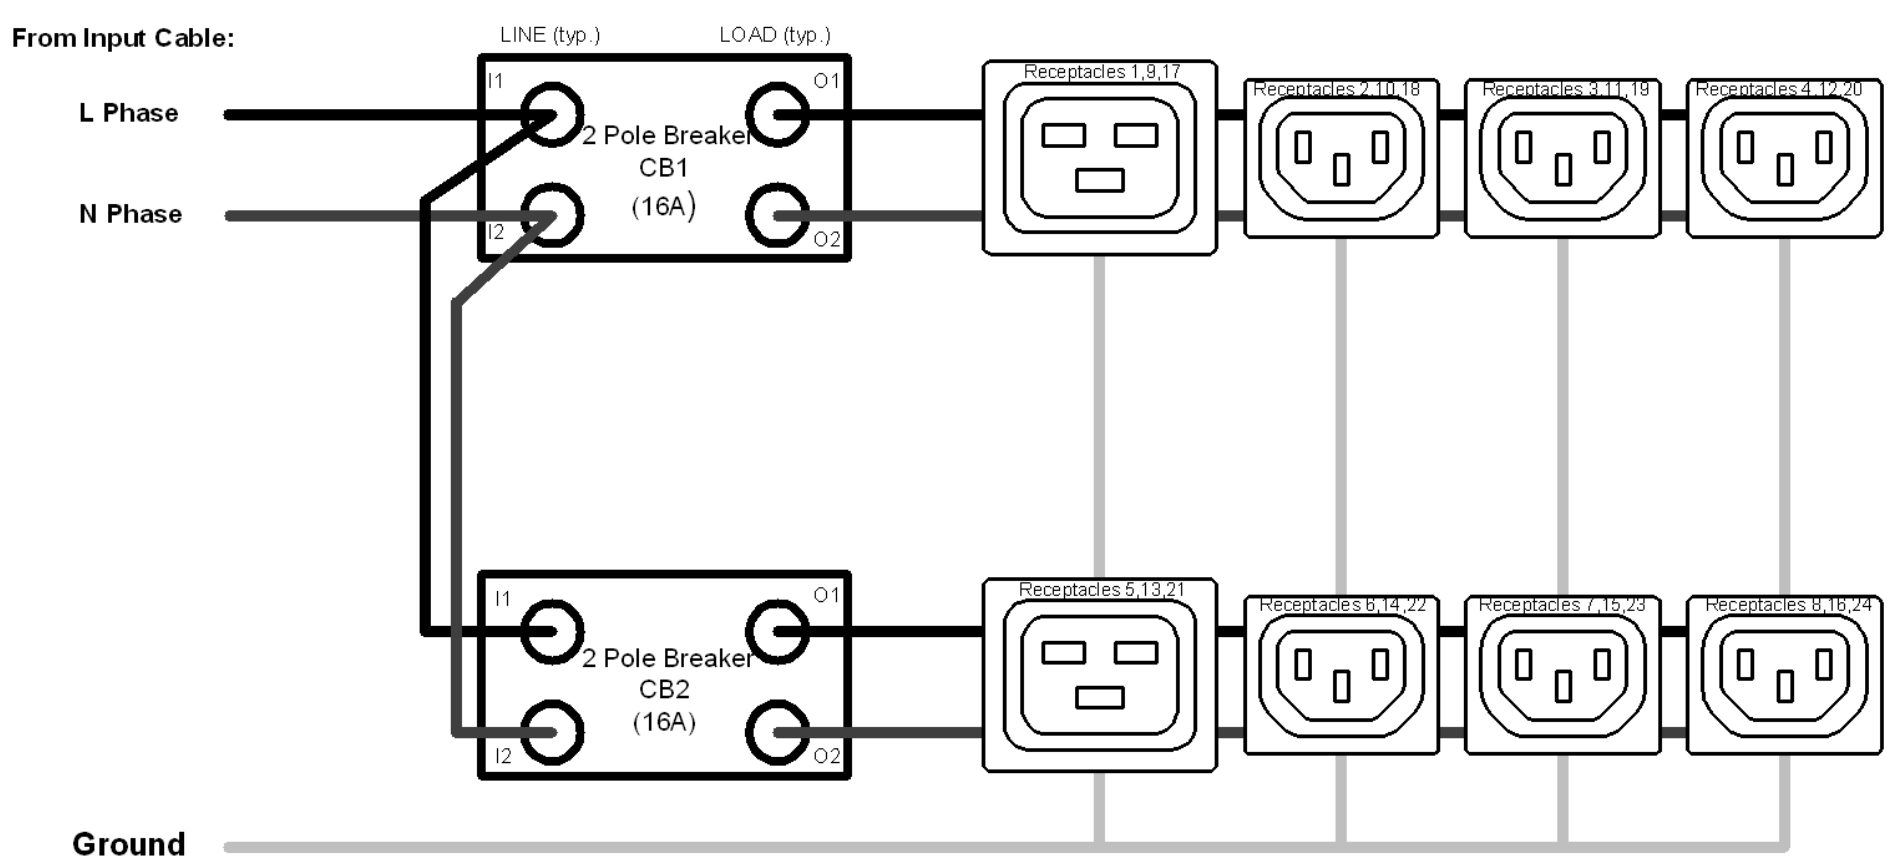 From Input Cable:
LINE (typ.)
LOAD (typ.)
L Phase
N Phase
I1
O1
2 Pole Breaker
CB1
(16A)
I2
O2
Receptacles 1,9,17
Receptacles 2,10,18
Receptacles 3,11,19
Receptacles 4,12,20
I1
O1
2 Pole Breaker
CB2
(16A)
I2
O2
Receptacles 5,13,21
Receptacles 6,14,22
Receptacles 7,15,23
Receptacles 8,16,24
Ground